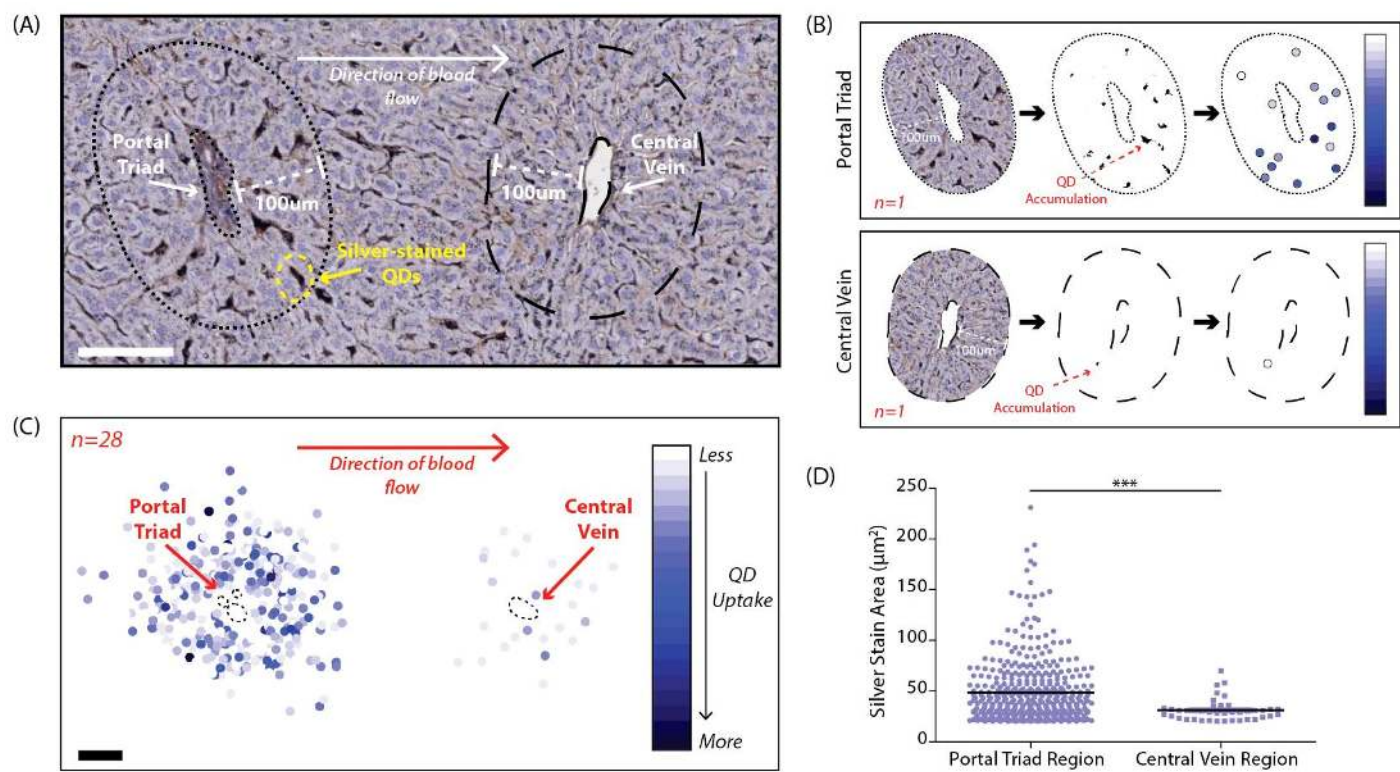 (A)
Direction of blood
flow
Portal
Triad
100um
Central
Vein
100um
Silver-stained
QDs
(B)
Portal Triad
100um
QD
Accumulation
n=1
Central Vein
100um
QD
Accumulation
n=1
(C)
n=28
Direction of blood
flow
Portal
Triad
Central
Vein
Less
QD
Uptake
More
(D)
***
Silver Stain Area (µm²)
250
200
150
100
50
0
Portal Triad Region
Central Vein Region